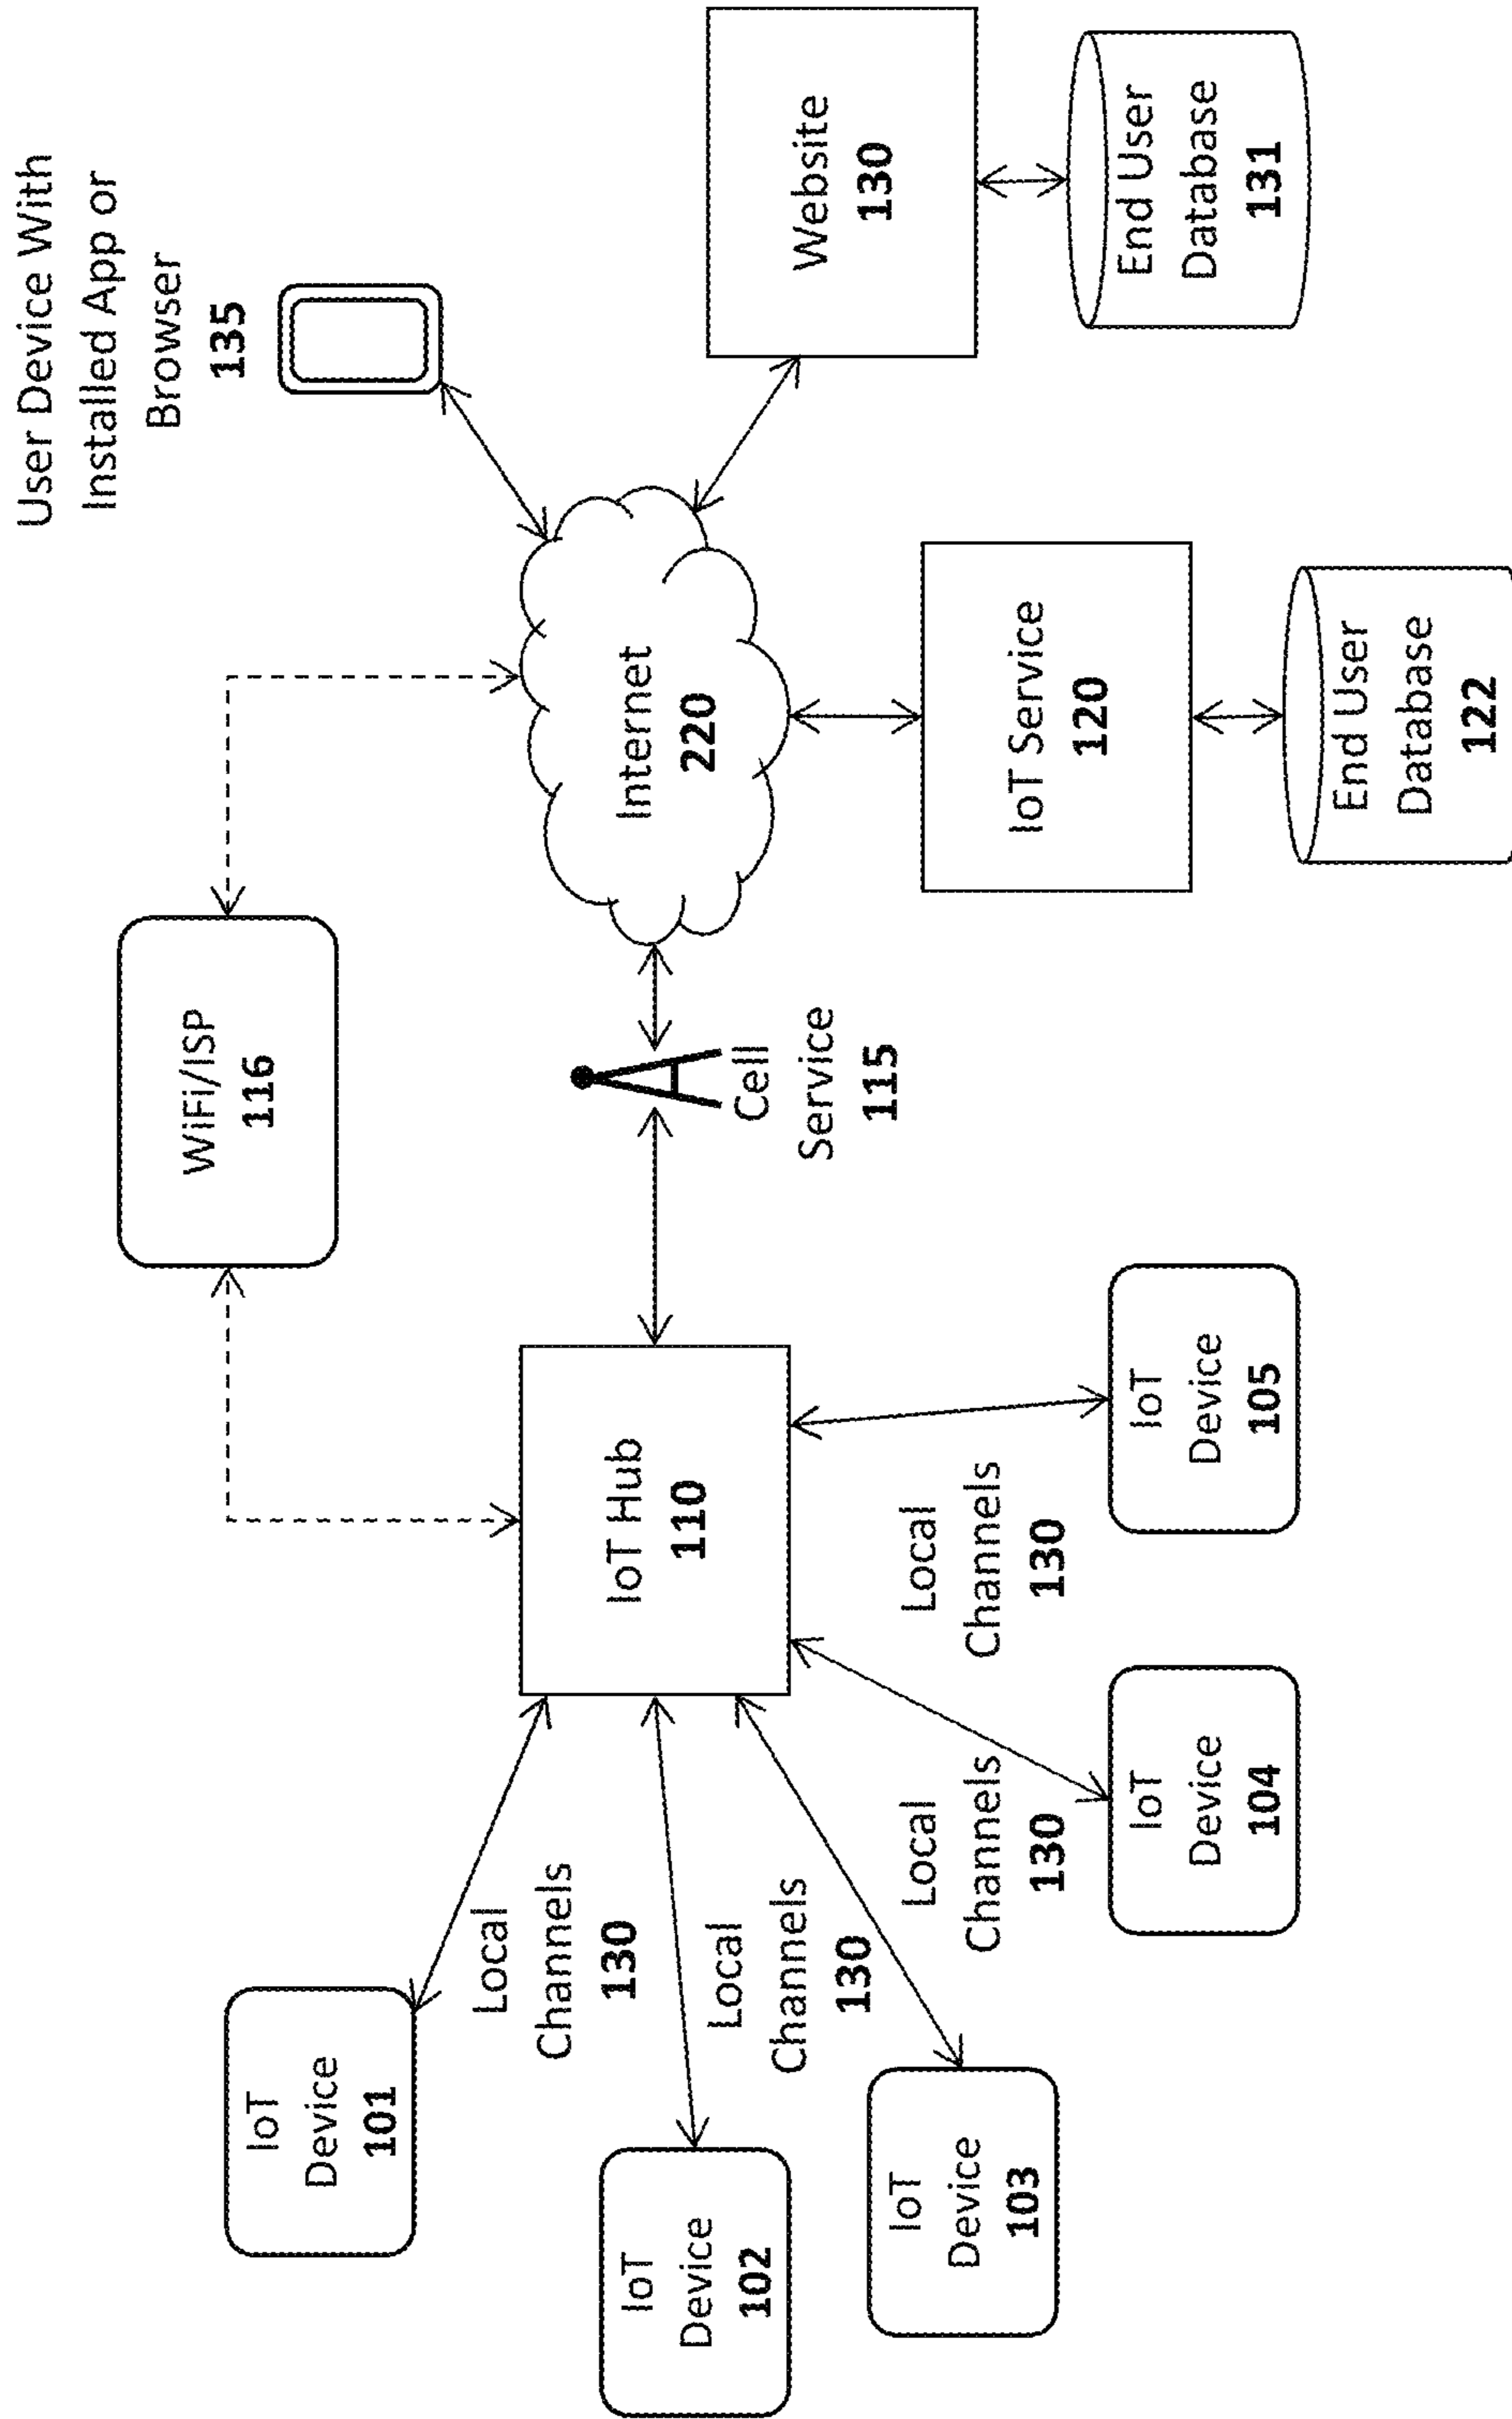 User Device With
Installed App or
Browser
135
WiFi/ISP
116
IoT
Device
101
Local
Channels
130
IoT
Device
102
Local
Channels
130
IoT
Device
103
IoT Hub
110
Cell
Service
115
Internet
220
Website
130
End User
Database
131
Local
Channels
130
IoT
Device
104
Local
Channels
130
IoT
Device
105
IoT Service
120
End User
Database
122